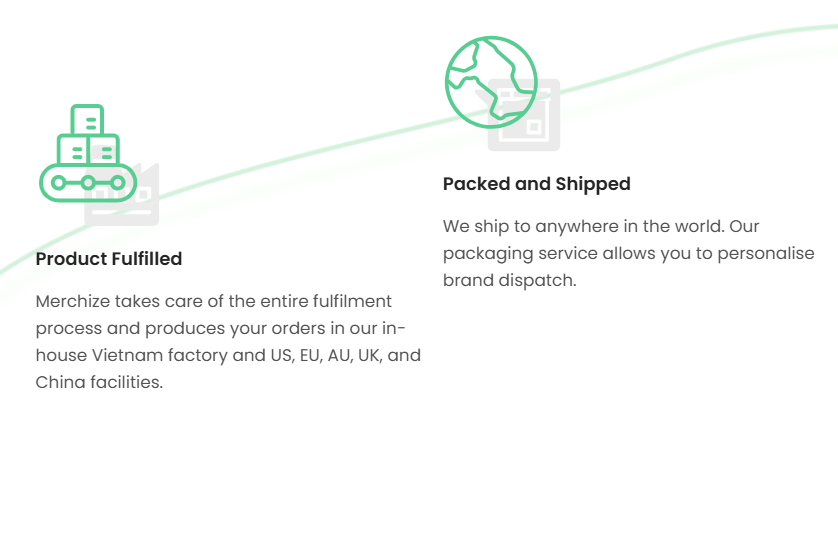 Product Fulfilled
Merchize takes care of the entire fulfilment
process and produces your orders in our in-
house Vietnam factory and US, EU, AU, UK, and
China facilities.
Packed and Shipped
We ship to anywhere in the world. Our
packaging service allows you to personalise
brand dispatch.